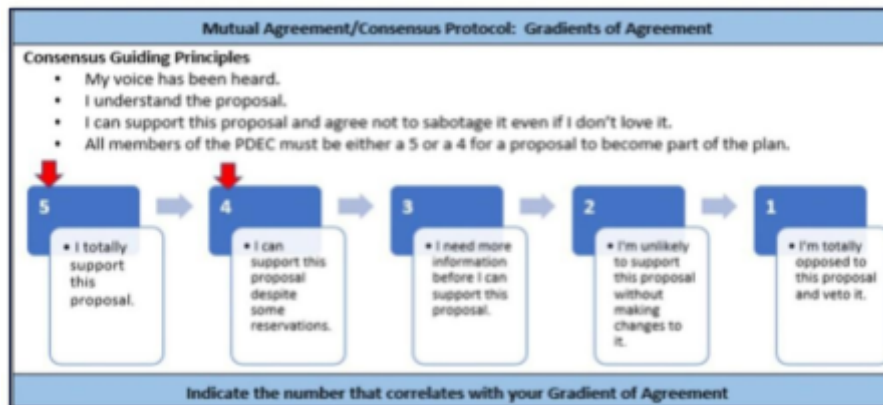 Mutual Agreement/Consensus Protocol: Gradients of Agreement
Consensus Guiding Principles
• My voice has been heard.
• I understand the proposal.
• I can support this proposal and agree not to sabotage it even if I don't love it.
• All members of the PDEC must be either a 5 or a 4 for a proposal to become part of the plan.
5
• I totally
support
this
proposal.
4
• I can
support this
proposal
despite
some
reservations.
3
• I need more
information
before I can
support this
proposal.
2
• I'm unlikely
to support
this proposal
without
making
changes to
it.
1
• I'm totally
opposed to
this proposal
and veto it.
Indicate the number that correlates with your Gradient of Agreement